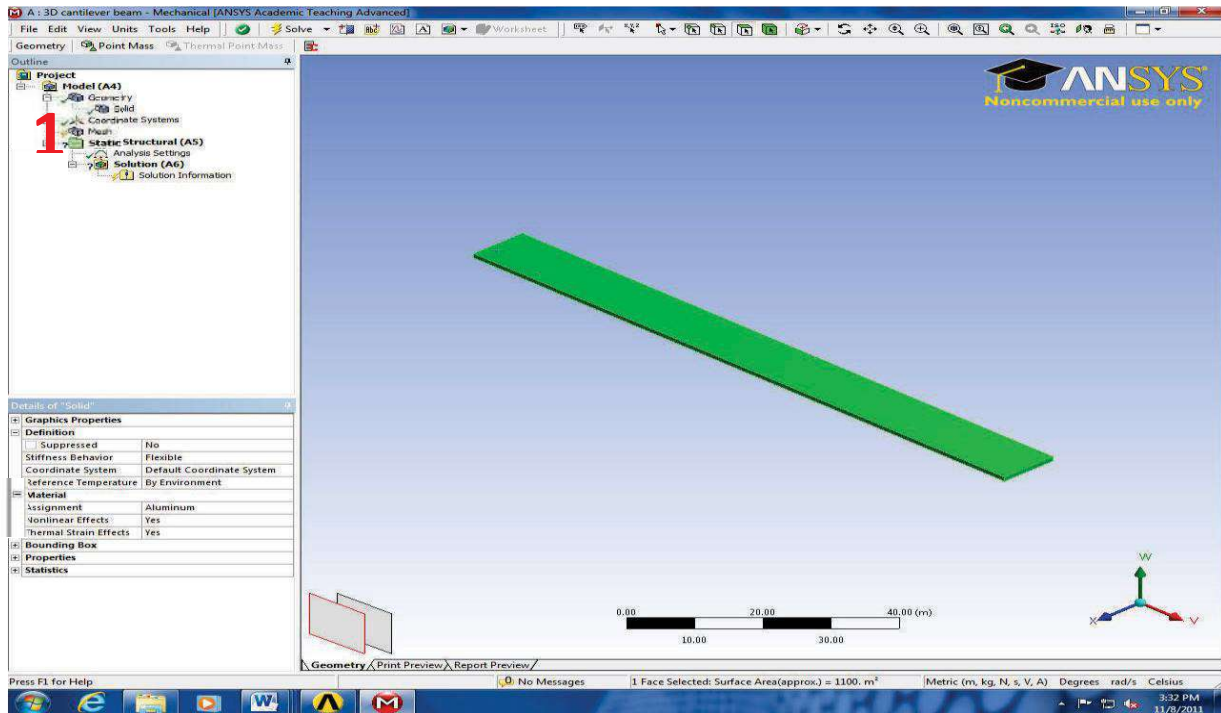 A : 3D cantilever beam - Mechanical [ANSYS Academic Teaching Advanced]
File Edit View Units Tools Help Solve Worksheet
Geometry Point Mass Thermal Point Mass
Outline
Project
Model (A4)
Geometry
Solid
Coordinate Systems
Mesh
1
Static Structural (A5)
Analysis Settings
Solution (A6)
Solution Information
ANSYS
Noncommercial use only
Details of "Solid"
Graphics Properties
Definition
Suppressed No
Stiffness Behavior Flexible
Coordinate System Default Coordinate System
Reference Temperature By Environment
Material
Assignment Aluminum
Nonlinear Effects Yes
Thermal Strain Effects Yes
Bounding Box
Properties
Statistics
W
X
V
0.00 20.00 40.00 (m)
10.00 30.00
Geometry Print Preview Report Preview
Press F1 for Help 0 No Messages 1 Face Selected: Surface Area(approx.) = 1100. m² Metric (m, kg, N, s, V, A) Degrees rad/s Celsius
3:32 PM
11/8/2011